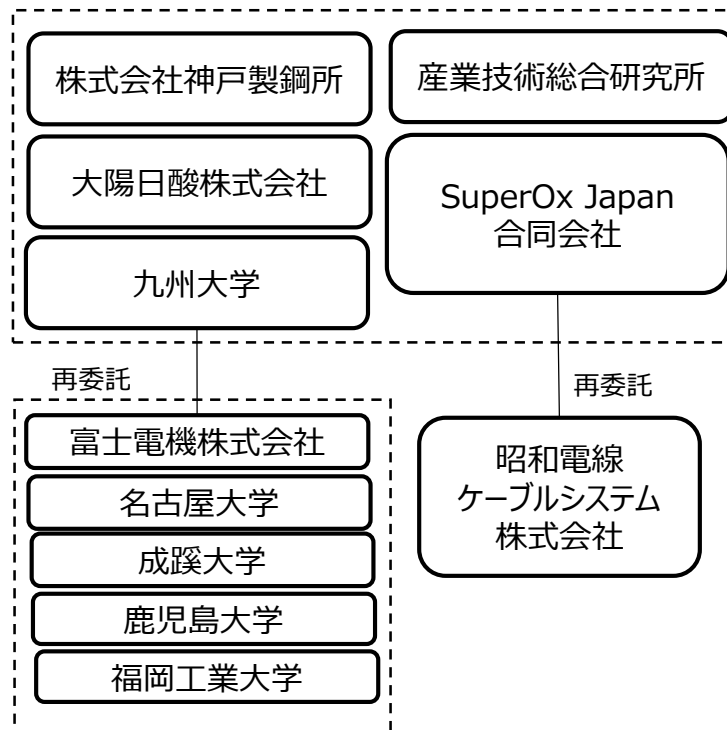 株式会社神戸製鋼所
産業技術総合研究所
大陽日酸株式会社
SuperOx Japan
合同会社
九州大学
再委託
再委託
富士電機株式会社
名古屋大学
成蹊大学
鹿児島大学
福岡工業大学
昭和電線
ケーブルシステム
株式会社